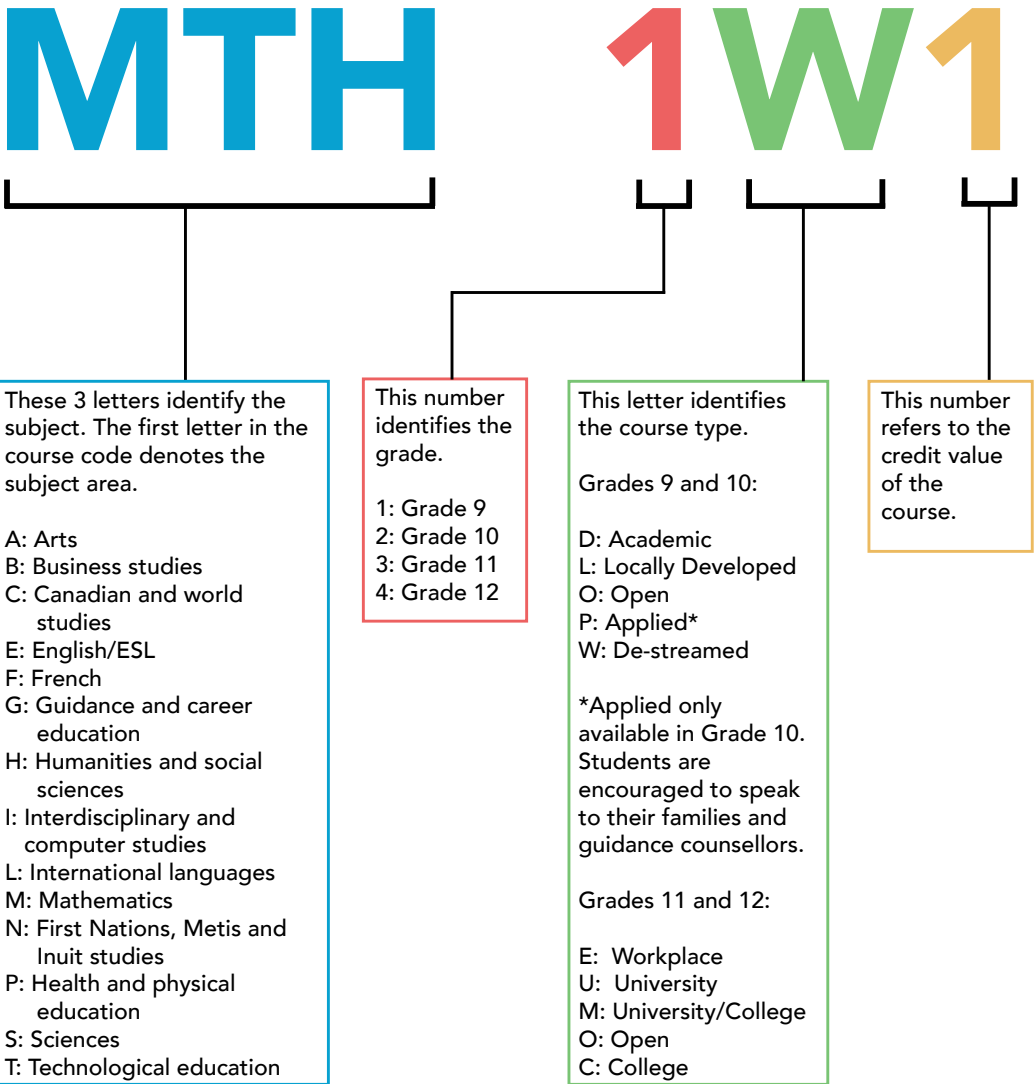 MTH 1W1
These 3 letters identify the
subject. The first letter in the
course code denotes the
subject area.
A: Arts
B: Business studies
C: Canadian and world
studies
E: English/ESL
F: French
G: Guidance and career
education
H: Humanities and social
sciences
I: Interdisciplinary and
computer studies
L: International languages
M: Mathematics
N: First Nations, Metis and
Inuit studies
P: Health and physical
education
S: Sciences
T: Technological education
This number
identifies the
grade.
1: Grade 9
2: Grade 10
3: Grade 11
4: Grade 12
This letter identifies
the course type.
Grades 9 and 10:
D: Academic
L: Locally Developed
O: Open
P: Applied*
W: De-streamed
*Applied only
available in Grade 10.
Students are
encouraged to speak
to their families and
guidance counsellors.
Grades 11 and 12:
E: Workplace
U: University
M: University/College
O: Open
C: College
This number
refers to the
credit value
of the
course.